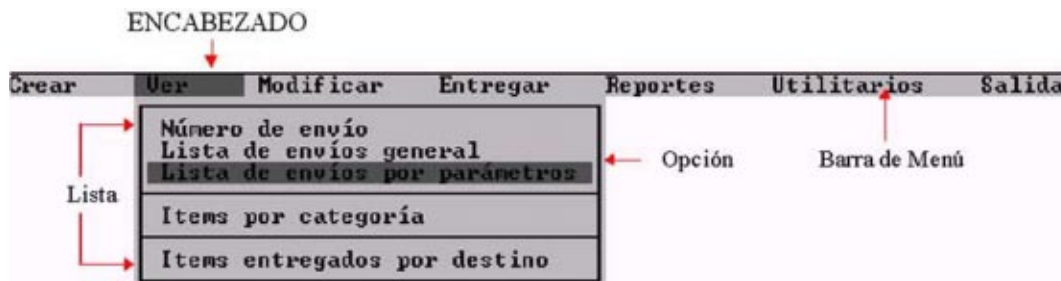 ENCABEZADO
Crear Ver Modificar Entregar Reportes Utilitarios Salida
Número de envío
Lista de envíos general
Lista de envíos por parámetros
Opción
Barra de Menú
Lista
Items por categoría
Items entregados por destino